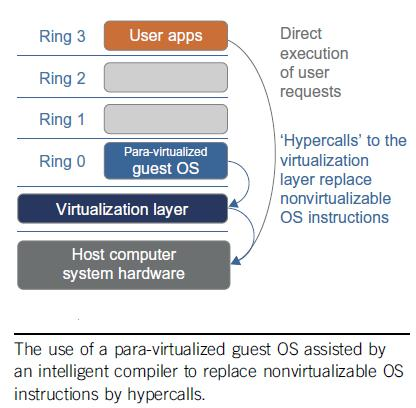 Ring 3
User apps
Direct
execution
of user
requests
Ring 2
Ring 1
Ring 0
Para-virtualized
guest OS
'Hypercalls' to the
virtualization
layer replace
nonvirtualizable
OS instructions
Virtualization layer
Host computer
system hardware
The use of a para-virtualized guest OS assisted by
an intelligent compiler to replace nonvirtualizable OS
instructions by hypercalls.